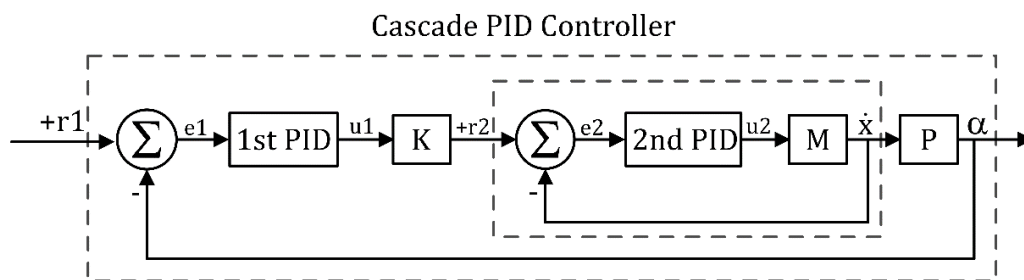 Cascade PID Controller
+r1
Σ
e1
1st PID
u1
K
+r2
Σ
e2
2nd PID
u2
M
ẋ
P
α
-
-